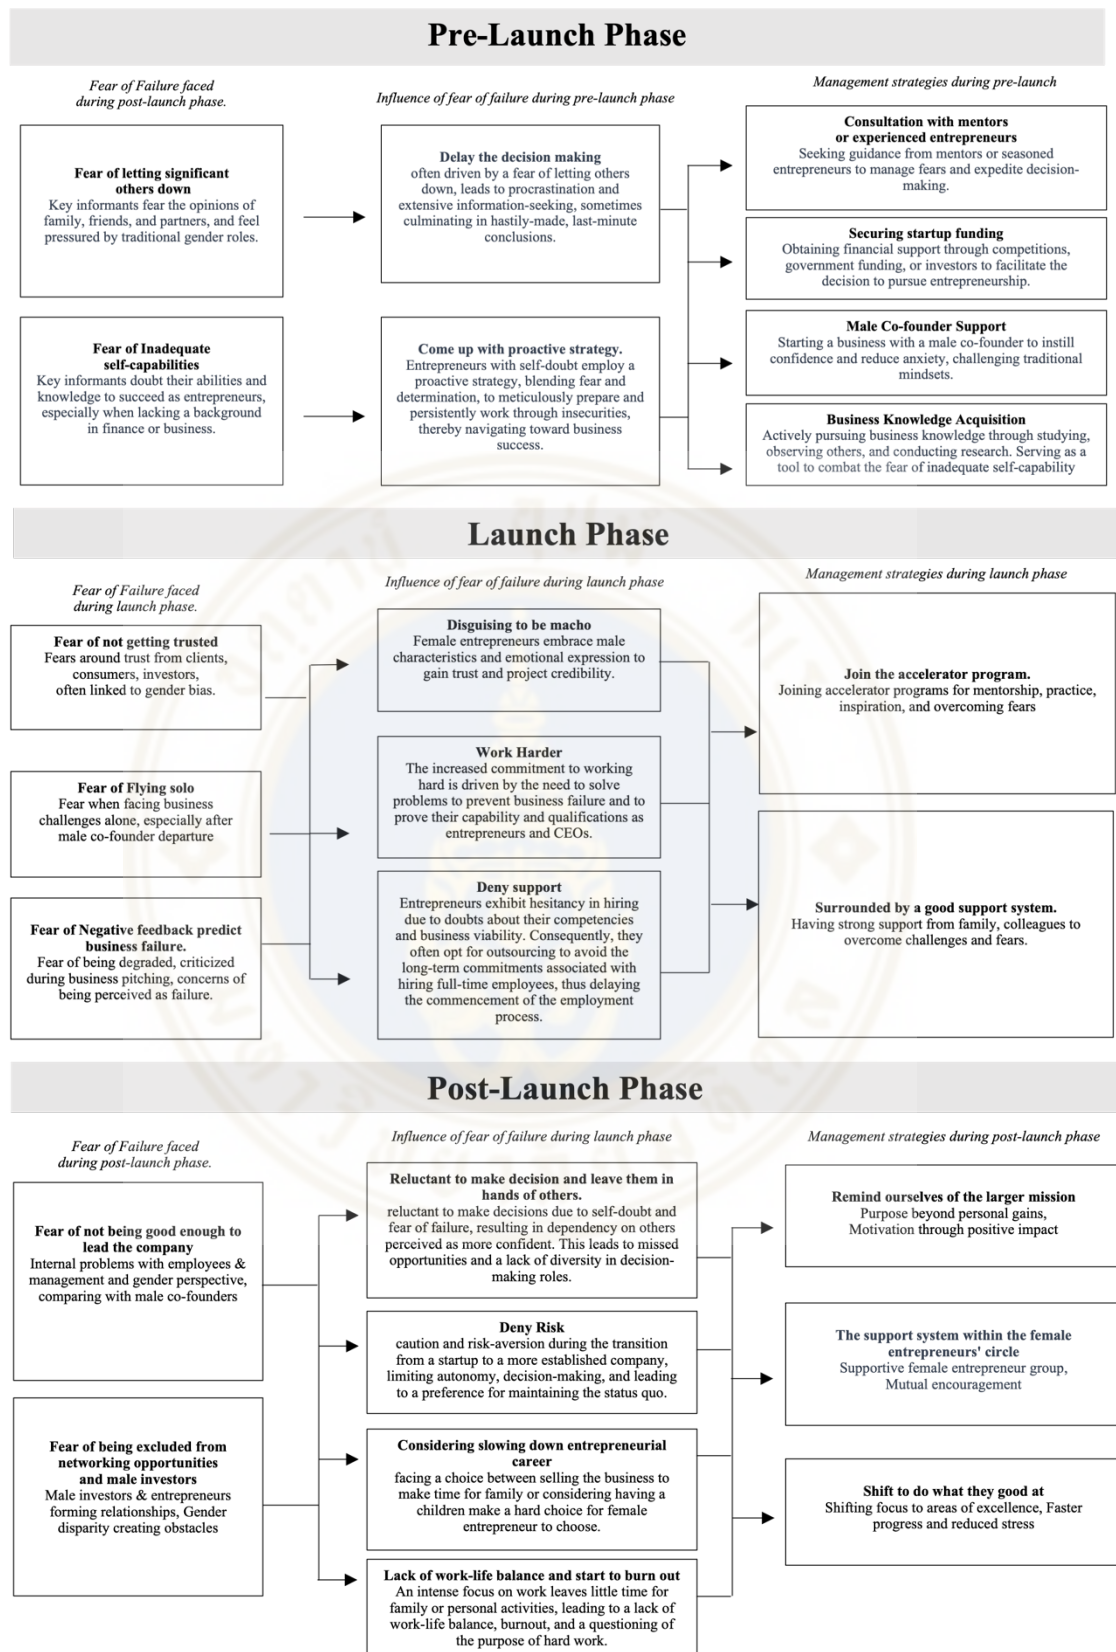 Pre-Launch Phase
Fear of Failure faced
during post-launch phase.
Influence of fear of failure during pre-launch phase
Management strategies during pre-launch
Fear of letting significant
others down
Key informants fear the opinions of
family, friends, and partners, and feel
pressured by traditional gender roles.
Delay the decision making
often driven by a fear of letting others
down, leads to procrastination and
extensive information-seeking, sometimes
culminating in hastily-made, last-minute
conclusions.
Consultation with mentors
or experienced entrepreneurs
Seeking guidance from mentors or seasoned
entrepreneurs to manage fears and expedite decision-
making.
Securing startup funding
Obtaining financial support through competitions,
government funding, or investors to facilitate the
decision to pursue entrepreneurship.
Fear of Inadequate
self-capabilities
Key informants doubt their abilities and
knowledge to succeed as entrepreneurs,
especially when lacking a background
in finance or business.
Come up with proactive strategy.
Entrepreneurs with self-doubt employ a
proactive strategy, blending fear and
determination, to meticulously prepare and
persistently work through insecurities,
thereby navigating toward business
success.
Male Co-founder Support
Starting a business with a male co-founder to instill
confidence and reduce anxiety, challenging traditional
mindsets.
Business Knowledge Acquisition
Actively pursuing business knowledge through studying,
observing others, and conducting research. Serving as a
tool to combat the fear of inadequate self-capability
Launch Phase
Fear of Failure faced
during launch phase.
Influence of fear of failure during launch phase
Management strategies during launch phase
Fear of not getting trusted
Fears around trust from clients,
consumers, investors,
often linked to gender bias.
Disguising to be macho
Female entrepreneurs embrace male
characteristics and emotional expression to
gain trust and project credibility.
Join the accelerator program.
Joining accelerator programs for mentorship, practice,
inspiration, and overcoming fears
Fear of Flying solo
Fear when facing business
challenges alone, especially after
male co-founder departure
Work Harder
The increased commitment to working
hard is driven by the need to solve
problems to prevent business failure and to
prove their capability and qualifications as
entrepreneurs and CEOs.
Fear of Negative feedback predict
business failure.
Fear of being degraded, criticized
during business pitching, concerns of
being perceived as failure.
Deny support
Entrepreneurs exhibit hesitancy in hiring
due to doubts about their competencies
and business viability. Consequently, they
often opt for outsourcing to avoid the
long-term commitments associated with
hiring full-time employees, thus delaying
the commencement of the employment
process.
Surrounded by a good support system.
Having strong support from family, colleagues to
overcome challenges and fears.
Post-Launch Phase
Fear of Failure faced
during post-launch phase.
Influence of fear of failure during launch phase
Management strategies during post-launch phase
Fear of not being good enough to
lead the company
Internal problems with employees &
management and gender perspective,
comparing with male co-founders
Reluctant to make decision and leave them in
hands of others.
reluctant to make decisions due to self-doubt and
fear of failure, resulting in dependency on others
perceived as more confident. This leads to missed
opportunities and a lack of diversity in decision-
making roles.
Remind ourselves of the larger mission
Purpose beyond personal gains,
Motivation through positive impact
Deny Risk
caution and risk-aversion during the transition
from a startup to a more established company,
limiting autonomy, decision-making, and leading
to a preference for maintaining the status quo.
The support system within the female
entrepreneurs' circle
Supportive female entrepreneur group,
Mutual encouragement
Fear of being excluded from
networking opportunities
and male investors
Male investors & entrepreneurs
forming relationships, Gender
disparity creating obstacles
Considering slowing down entrepreneurial
career
facing a choice between selling the business to
make time for family or considering having a
children make a hard choice for female
entrepreneur to choose.
Shift to do what they good at
Shifting focus to areas of excellence, Faster
progress and reduced stress
Lack of work-life balance and start to burn out
An intense focus on work leaves little time for
family or personal activities, leading to a lack of
work-life balance, burnout, and a questioning of
the purpose of hard work.